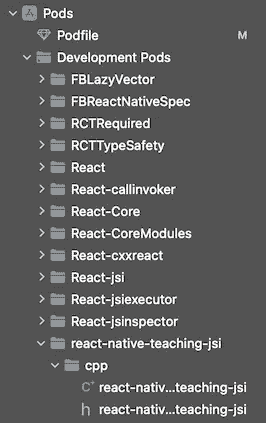 Pods
Podfile M
Development Pods
FBLazyVector
FBReactNativeSpec
RCTRequired
RCTTypeSafety
React
React-callinvoker
React-Core
React-CoreModules
React-cxxreact
React-jsi
React-jsiexecutor
React-jsinspector
react-native-teaching-jsi
cpp
react-nativ...teaching-jsi
react-nativ...teaching-jsi